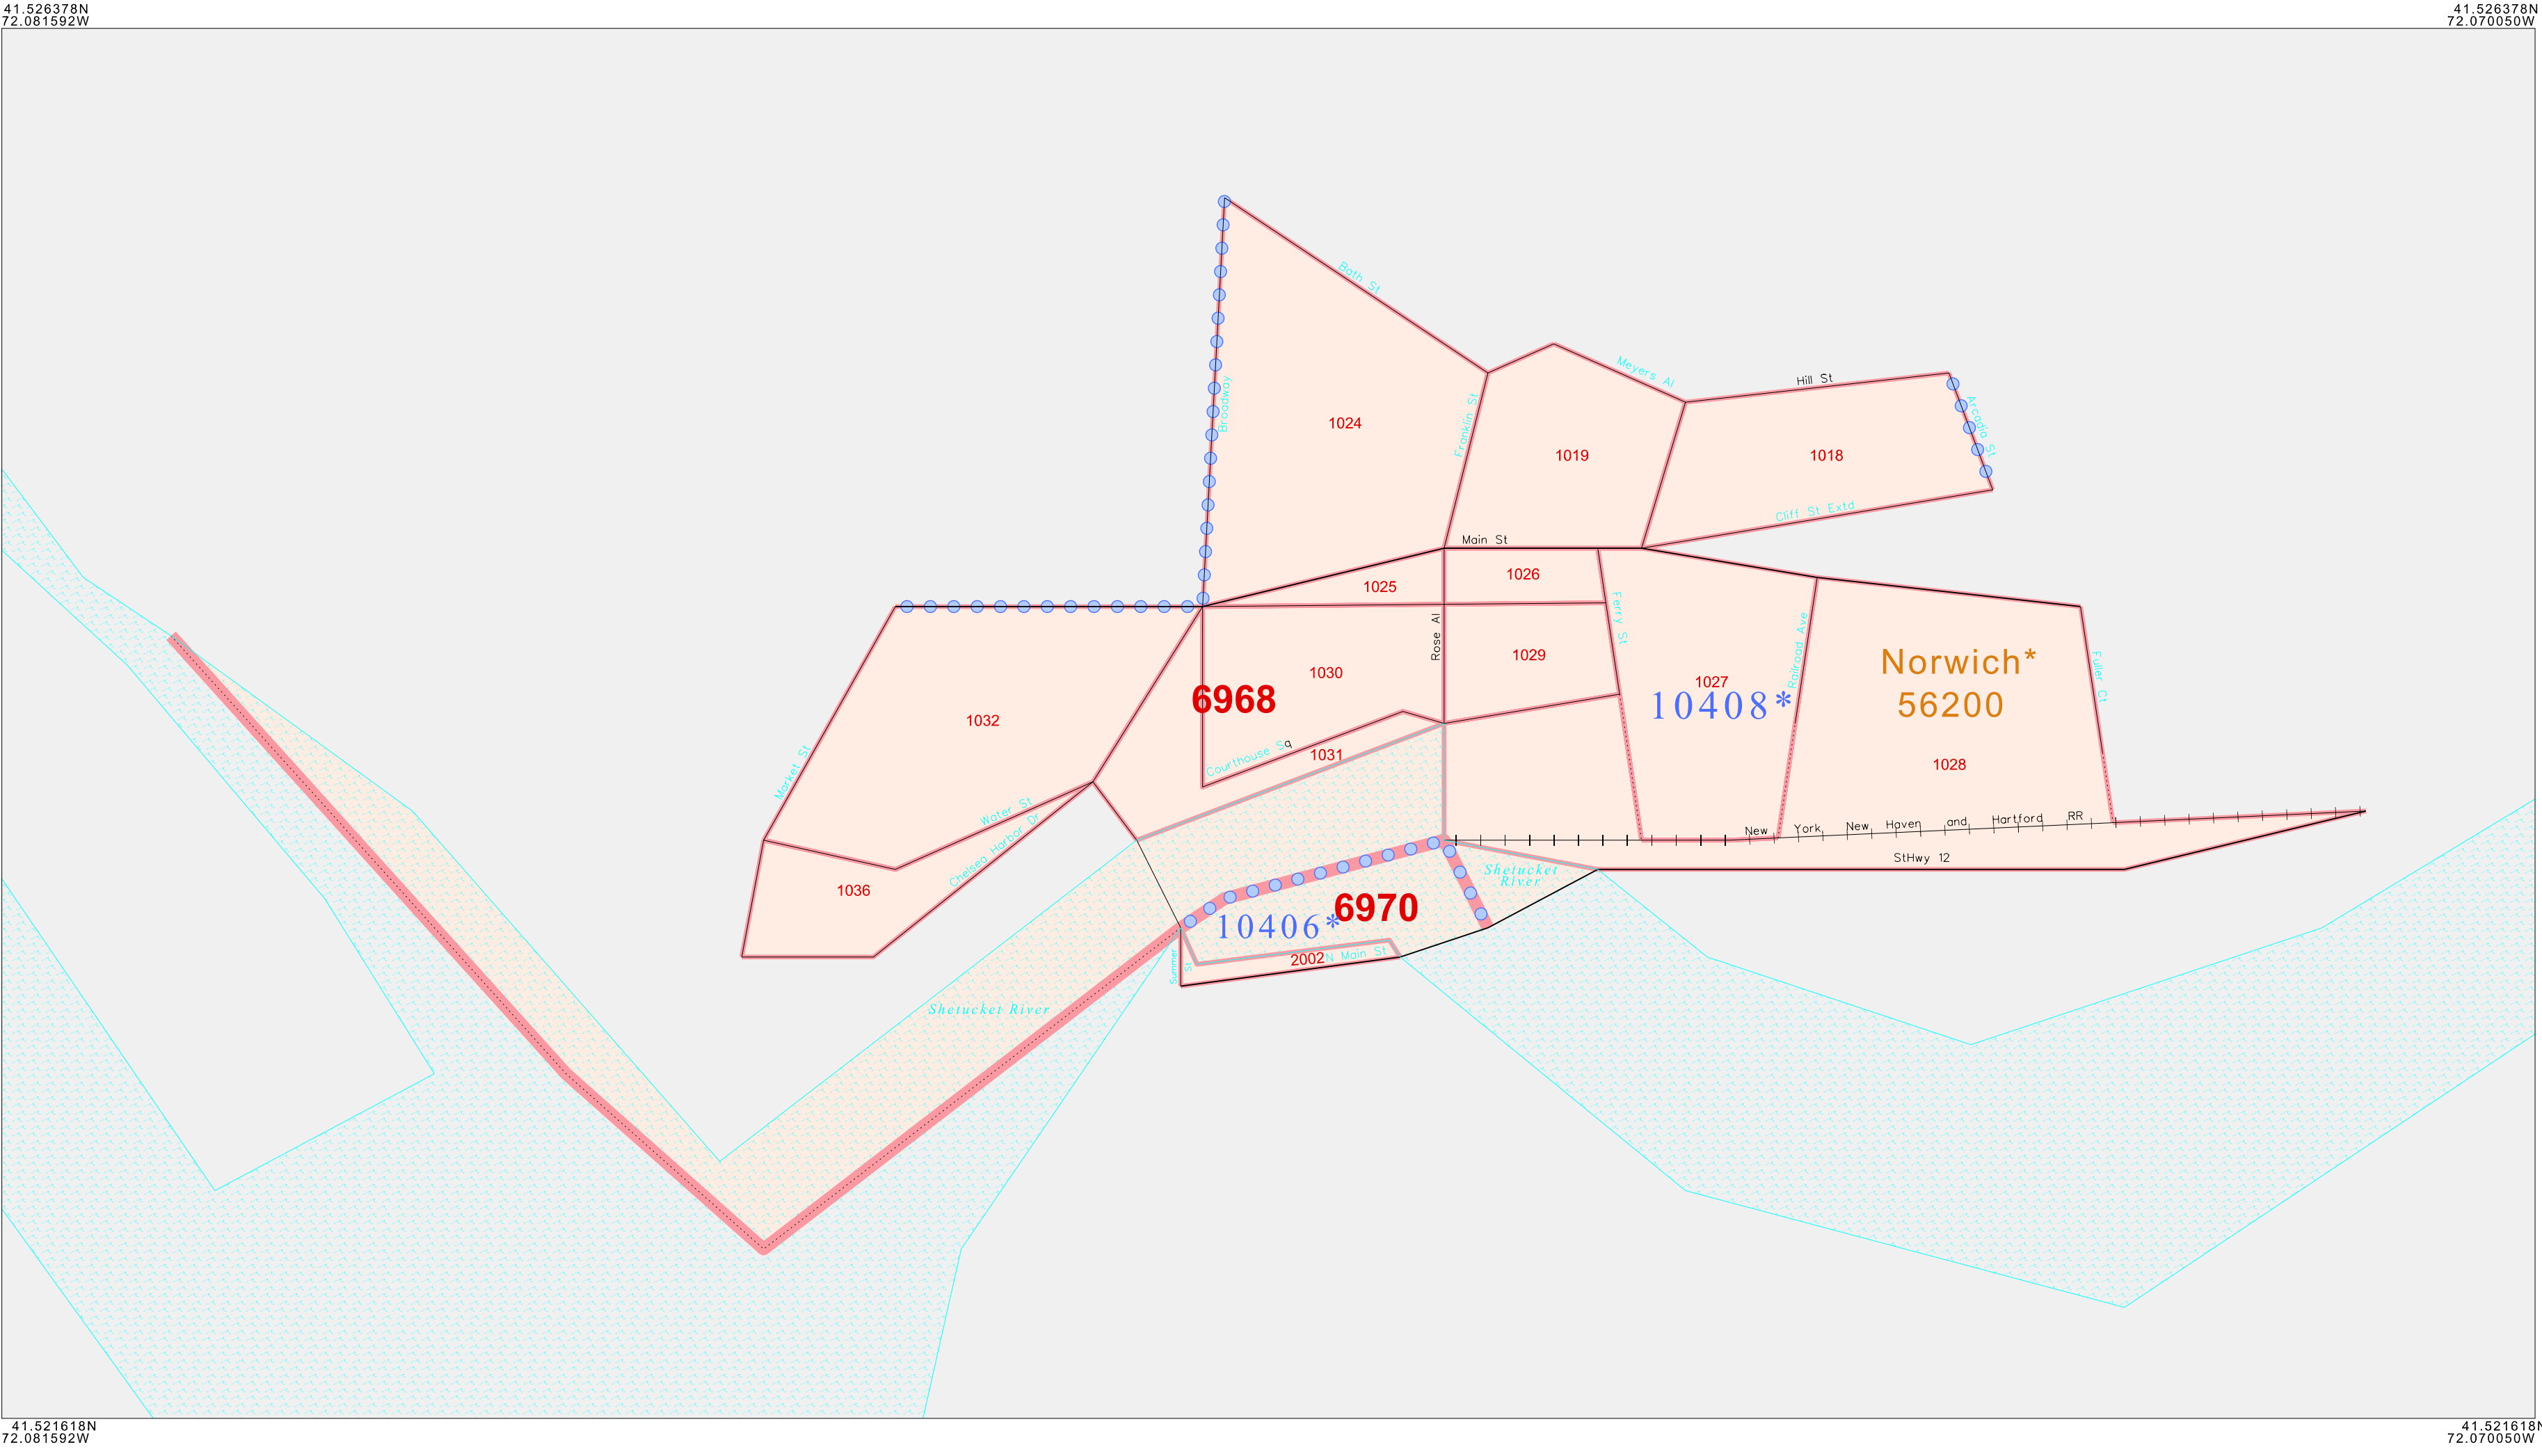 41.526378N
72.081592W
41.526378N
72.070050W
Bath St
Meyers Al
Hill St
Arcadia St
Broadway
1024
Franklin St
1019
1018
Cliff St Extd
Main St
1025
1026
Ferry St
Rose Al
Railroad Ave
1030
1029
Norwich*
56200
Fuller Ct
6968
1027
10408*
1032
Market St
Courthouse Sq
1031
1028
Water St
Chelsea Harbor Dr
New York New Haven and Hartford RR
StHwy 12
1036
Shetucket
River
6970
10406*
Summer St
2002
N Main St
Shetucket River
41.521618N
72.081592W
41.521618N
72.070050W